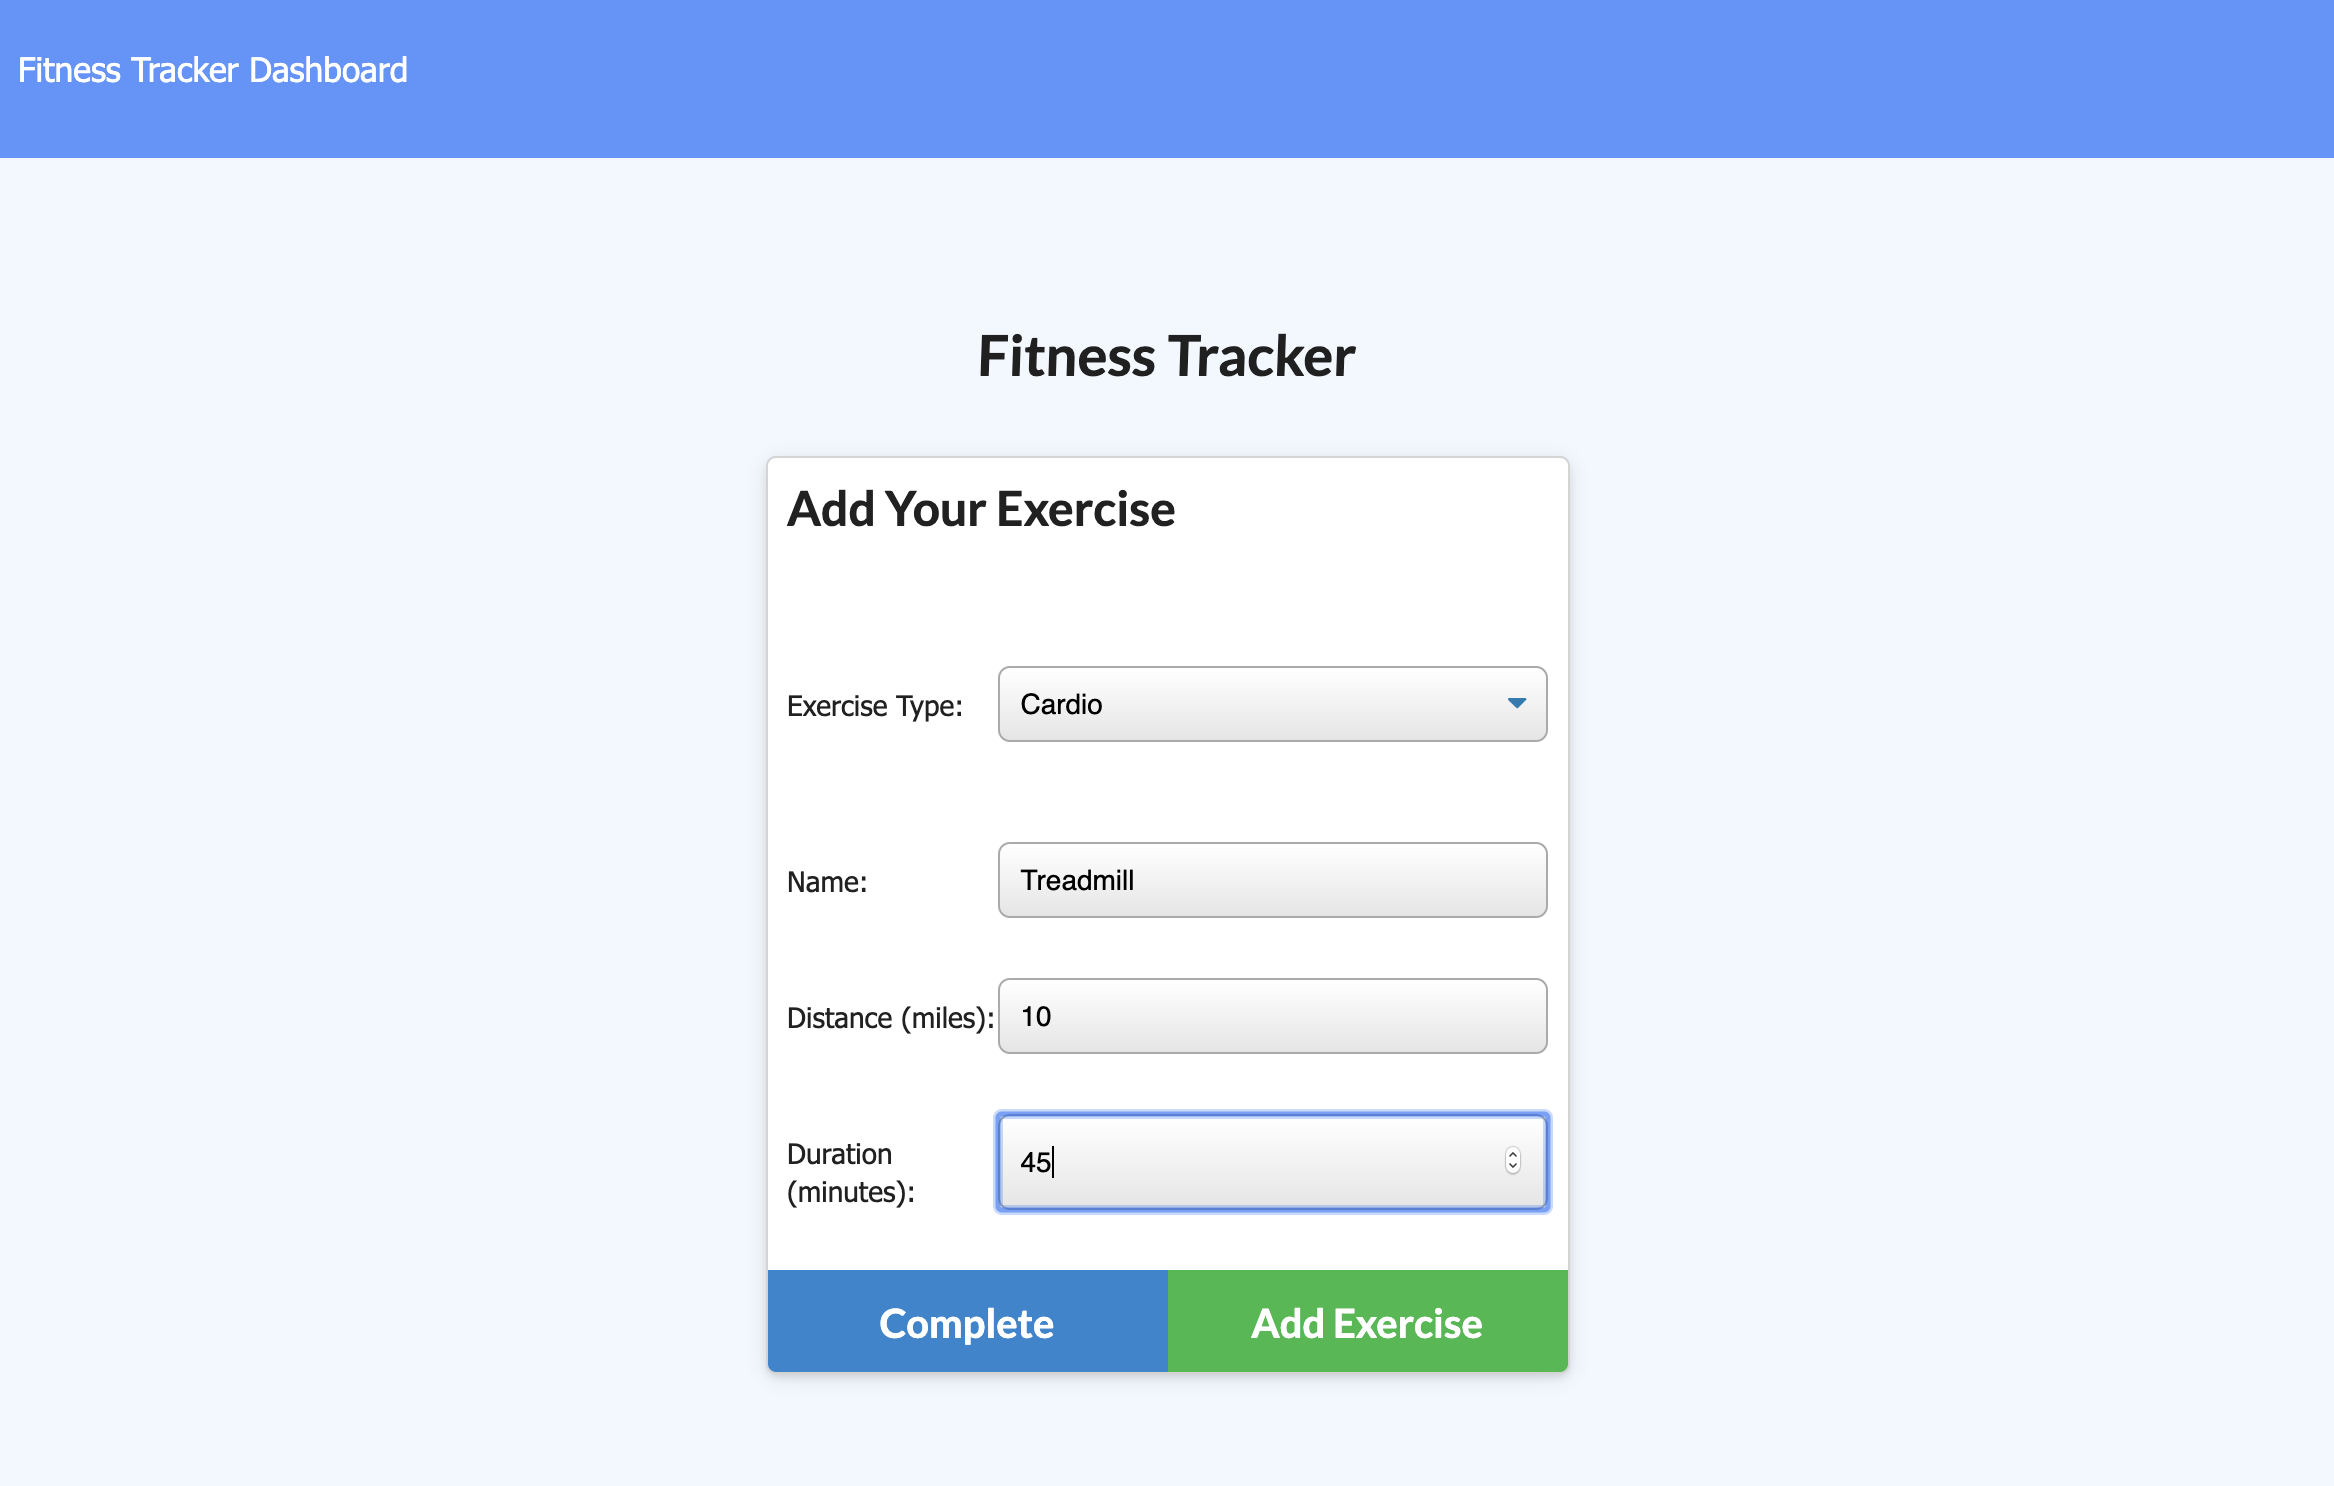 Fitness Tracker Dashboard
Fitness Tracker
Add Your Exercise
Exercise Type: Cardio
Name: Treadmill
Distance (miles): 10
Duration
(minutes): 45
Complete Add Exercise